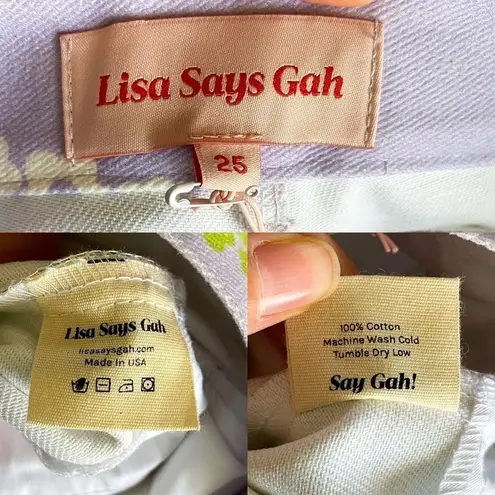 Lisa Says Gah
25
Lisa Says Gah
lisasaysgah.com
Made in USA
100% Cotton
Machine Wash Cold
Tumble Dry Low
Say Gah!